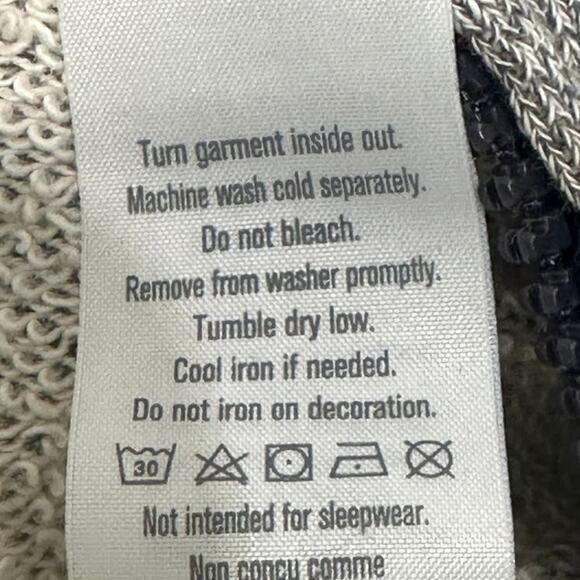 Turn garment inside out.
Machine wash cold separately.
Do not bleach.
Remove from washer promptly.
Tumble dry low.
Cool iron if needed.
Do not iron on decoration.
30
Not intended for sleepwear.
Non conçu comme